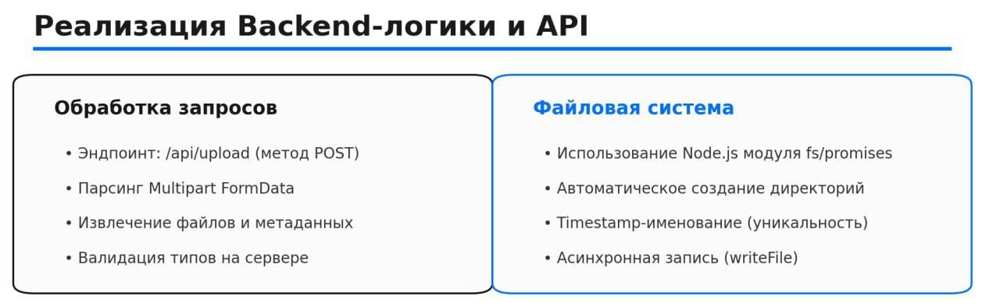 Реализация Backend-логики и API
Обработка запросов
• Эндпоинт: /api/upload (метод POST)
• Парсинг Multipart FormData
• Извлечение файлов и метаданных
• Валидация типов на сервере
Файловая система
• Использование Node.js модуля fs/promises
• Автоматическое создание директорий
• Timestamp-именование (уникальность)
• Асинхронная запись (writeFile)